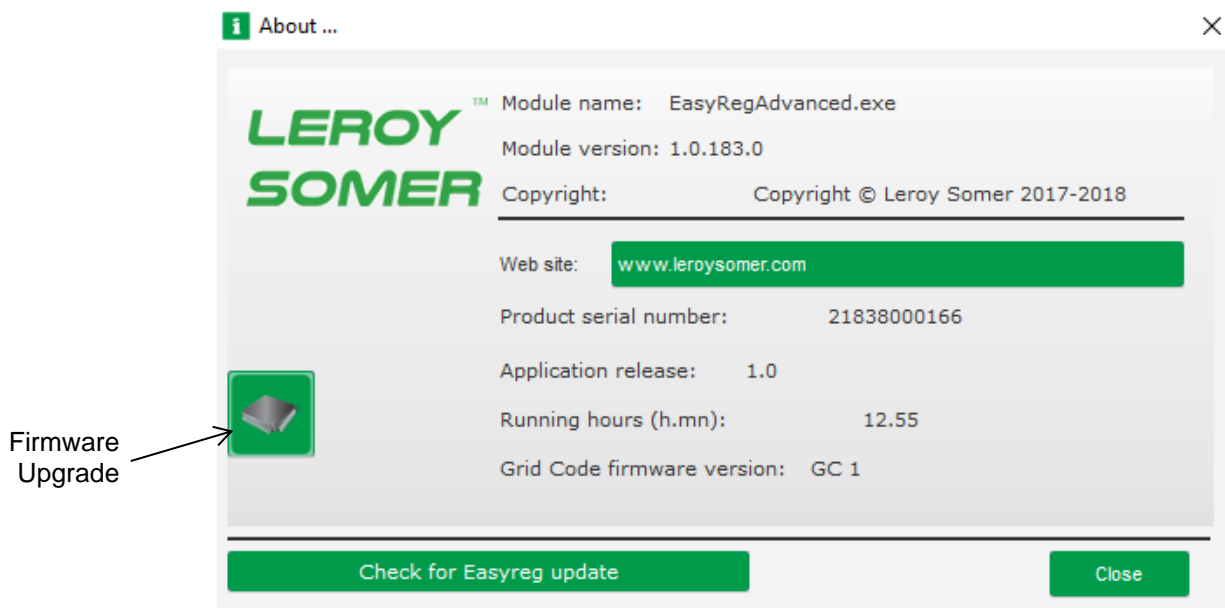 About ...
LEROY™
SOMER
Module name: EasyRegAdvanced.exe
Module version: 1.0.183.0
Copyright: Copyright © Leroy Somer 2017-2018
Web site: www.leroysomer.com
Product serial number: 21838000166
Application release: 1.0
Running hours (h.mn): 12.55
Grid Code firmware version: GC 1
Firmware
Upgrade
Check for Easyreg update
Close